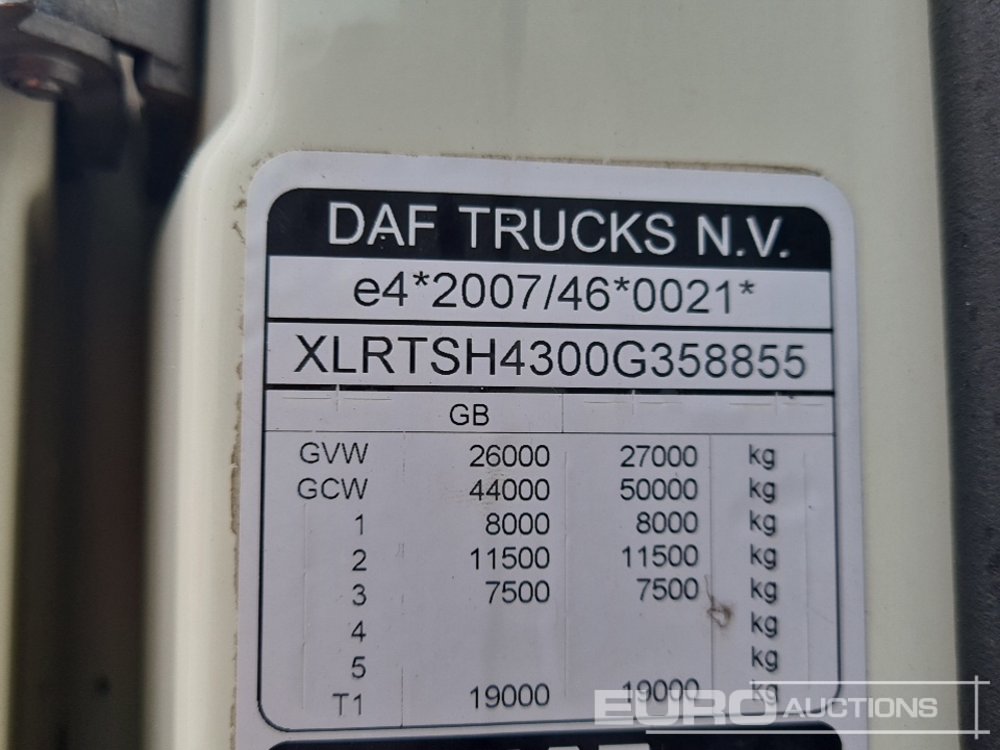 DAF TRUCKS N.V.
e4*2007/46*0021*
XLRTSH4300G358855
GB
GVW 26000 27000 kg
GCW 44000 50000 kg
1 8000 8000 kg
2 11500 11500 kg
3 7500 7500 kg
4 kg
5 kg
T1 19000 19000 kg
EURO AUCTIONS